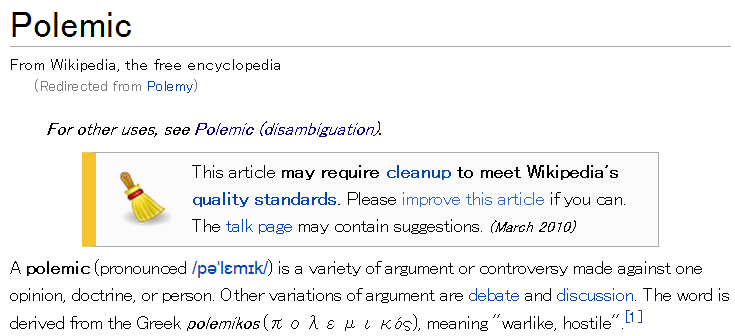 Polemic
From Wikipedia, the free encyclopedia
(Redirected from Polemy)
For other uses, see Polemic (disambiguation).
This article may require cleanup to meet Wikipedia's
quality standards. Please improve this article if you can.
The talk page may contain suggestions. (March 2010)
A polemic (pronounced /pəˈlɛmɪk/) is a variety of argument or controversy made against one
opinion, doctrine, or person. Other variations of argument are debate and discussion. The word is
derived from the Greek polemikos (πολεμικός), meaning "warlike, hostile".[1]